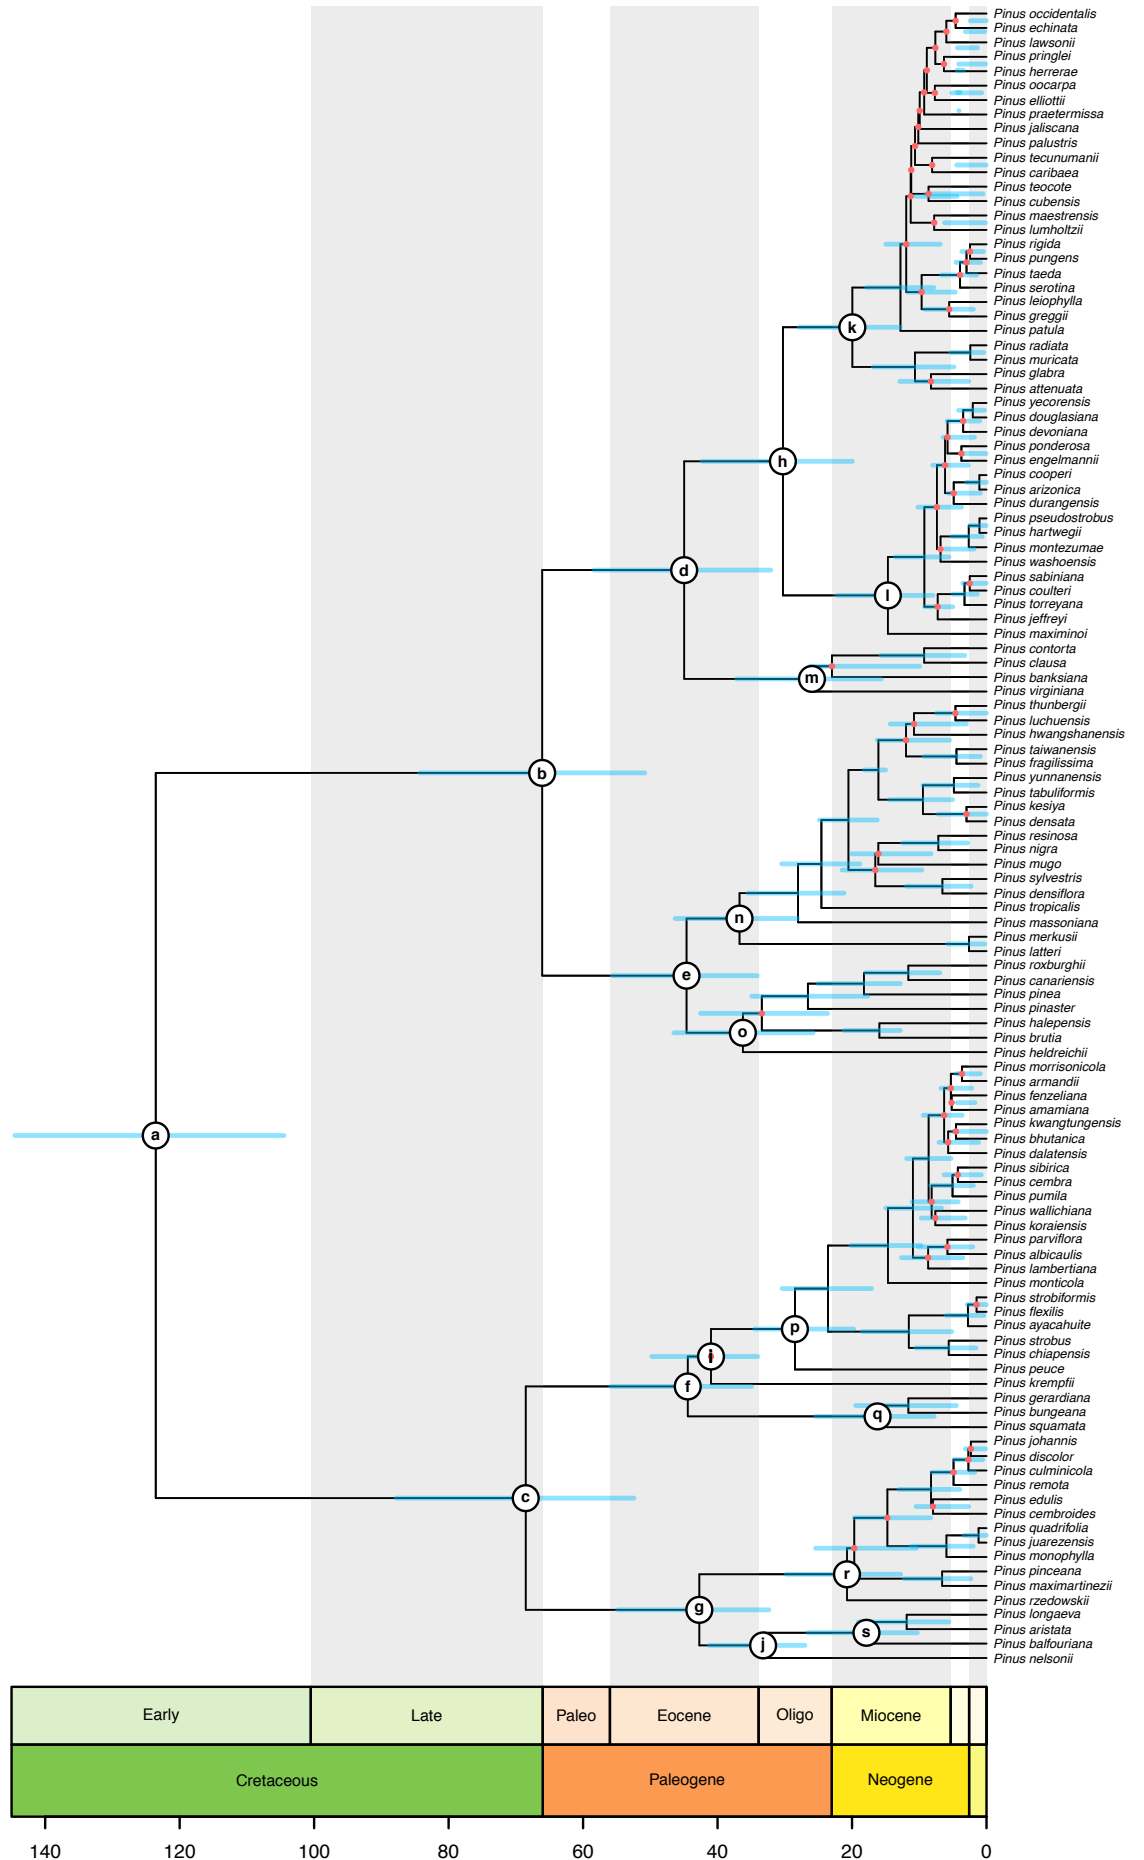 Pinus occidentalis
Pinus echinata
Pinus lawsonii
Pinus pringlei
Pinus herrerae
Pinus oocarpa
Pinus elliottii
Pinus praetermissa
Pinus jaliscana
Pinus palustris
Pinus tecunumanii
Pinus caribaea
Pinus teocote
Pinus cubensis
Pinus maestrensis
Pinus lumholtzii
Pinus rigida
Pinus pungens
Pinus taeda
Pinus serotina
Pinus leiophylla
Pinus greggii
k
Pinus patula
Pinus radiata
Pinus muricata
Pinus glabra
Pinus attenuata
Pinus yecorensis
Pinus douglasiana
Pinus devoniana
Pinus ponderosa
h
Pinus engelmannii
Pinus cooperi
Pinus arizonica
Pinus durangensis
Pinus pseudostrobus
Pinus hartwegii
Pinus montezumae
Pinus washoensis
d
Pinus sabiniana
Pinus coulteri
l
Pinus torreyana
Pinus jeffreyi
Pinus maximinoi
Pinus contorta
Pinus clausa
m
Pinus banksiana
Pinus virginiana
Pinus thunbergii
Pinus luchuensis
Pinus hwangshanensis
Pinus taiwanensis
Pinus fragilissima
b
Pinus yunnanensis
Pinus tabuliformis
Pinus kesiya
Pinus densata
Pinus resinosa
Pinus nigra
Pinus mugo
Pinus sylvestris
Pinus densiflora
Pinus tropicalis
n
Pinus massoniana
Pinus merkusii
Pinus latteri
Pinus roxburghii
e
Pinus canariensis
Pinus pinea
Pinus pinaster
Pinus halepensis
o
Pinus brutia
Pinus heldreichii
Pinus morrisonicola
Pinus armandii
Pinus fenzeliana
Pinus amamiana
Pinus kwangtungensis
a
Pinus bhutanica
Pinus dalatensis
Pinus sibirica
Pinus cembra
Pinus pumila
Pinus wallichiana
Pinus koraiensis
Pinus parviflora
Pinus albicaulis
Pinus lambertiana
Pinus monticola
Pinus strobiformis
Pinus flexilis
Pinus ayacahuite
p
Pinus strobus
i
Pinus chiapensis
Pinus peuce
f
Pinus krempfii
Pinus gerardiana
q
Pinus bungeana
Pinus squamata
Pinus johannis
Pinus discolor
Pinus culminicola
Pinus remota
c
Pinus edulis
Pinus cembroides
Pinus quadrifolia
Pinus juarezensis
Pinus monophylla
r
Pinus pinceana
Pinus maximartinezii
Pinus rzedowskii
g
Pinus longaeva
s
Pinus aristata
j
Pinus balfouriana
Pinus nelsonii
Early Late Paleo Eocene Oligo Miocene
Cretaceous Paleogene Neogene
140 120 100 80 60 40 20 0